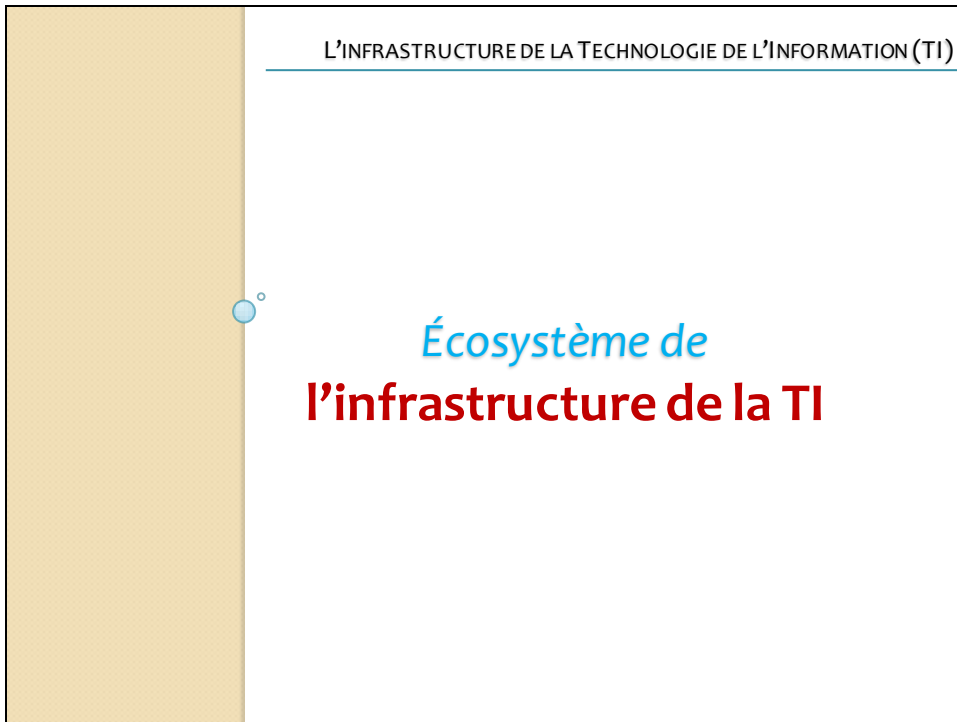 L’INFRASTRUCTURE DE LA TECHNOLOGIE DE L’INFORMATION (TI)
Écosystème de
l’infrastructure de la TI